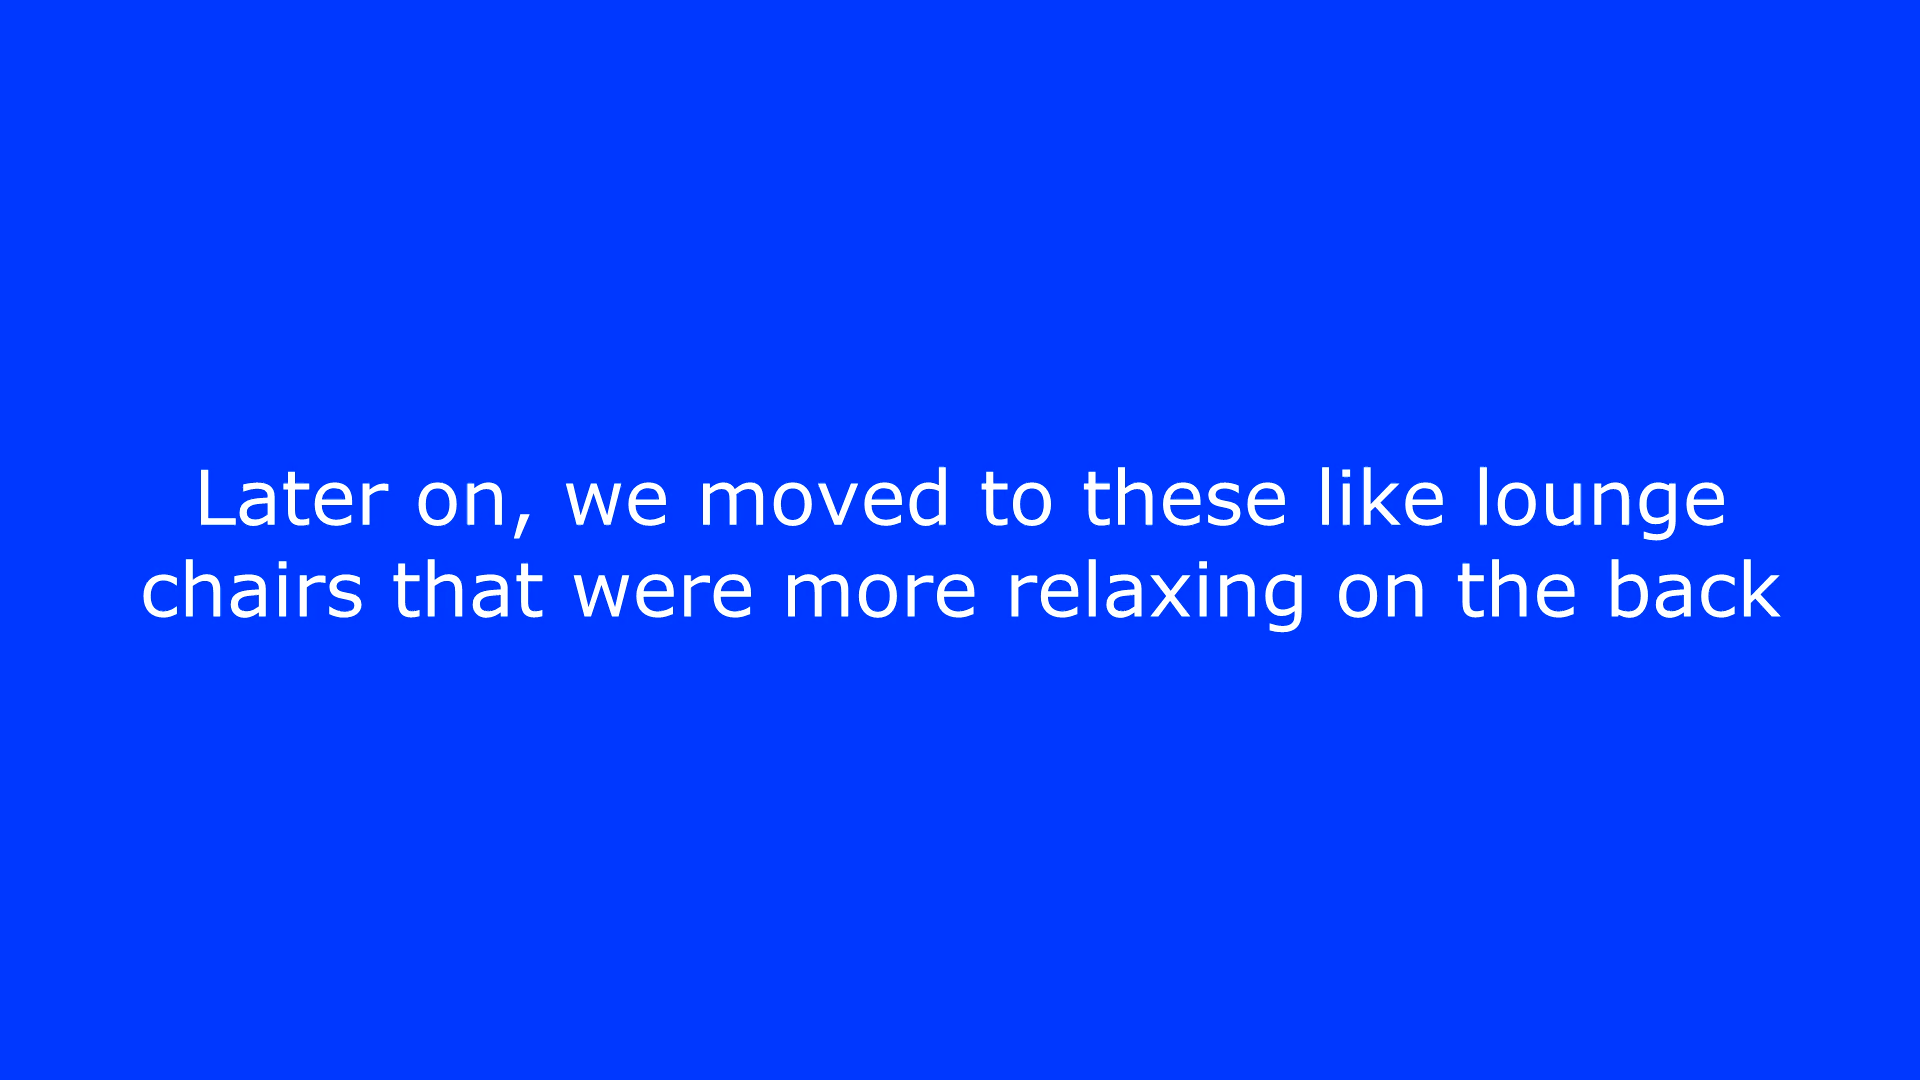 Later on, we moved to these like lounge
chairs that were more relaxing on the back